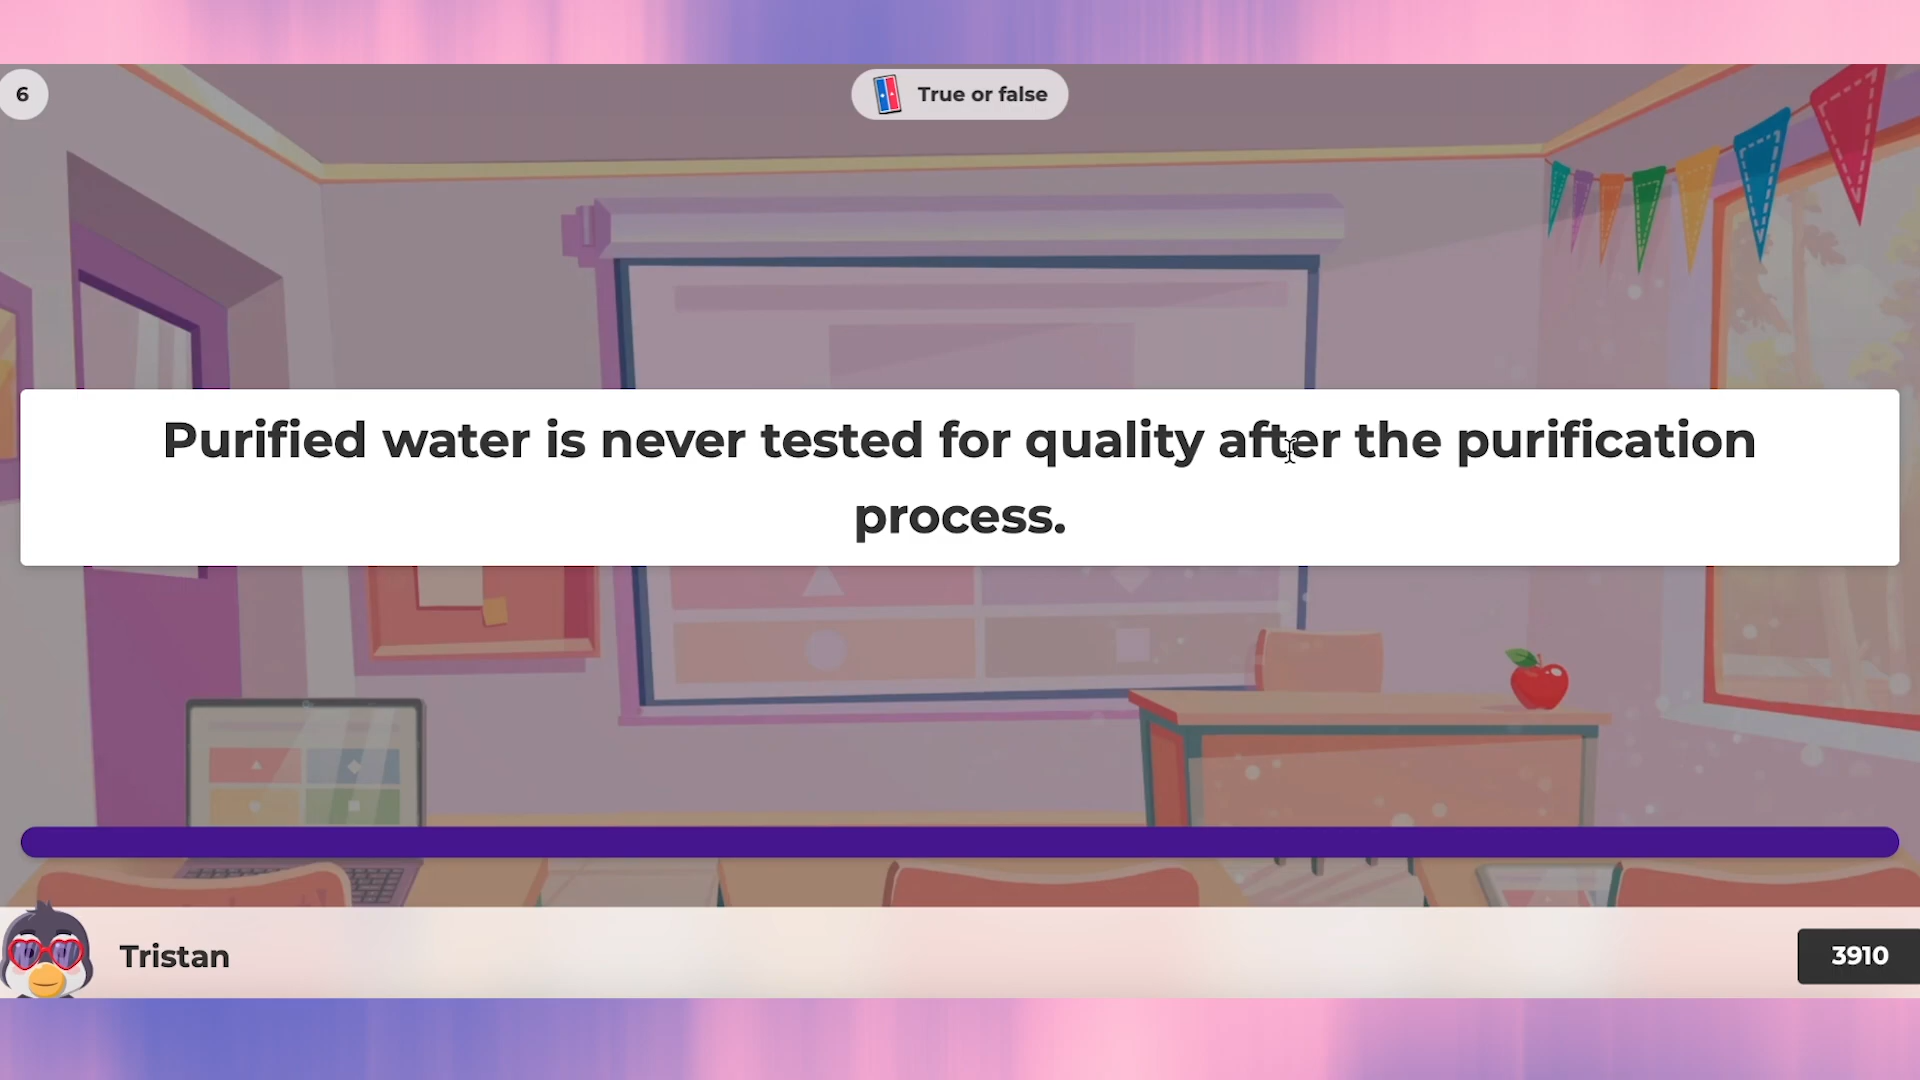 6
True or false
Purified water is never tested for quality after the purification
process.
Tristan
3910